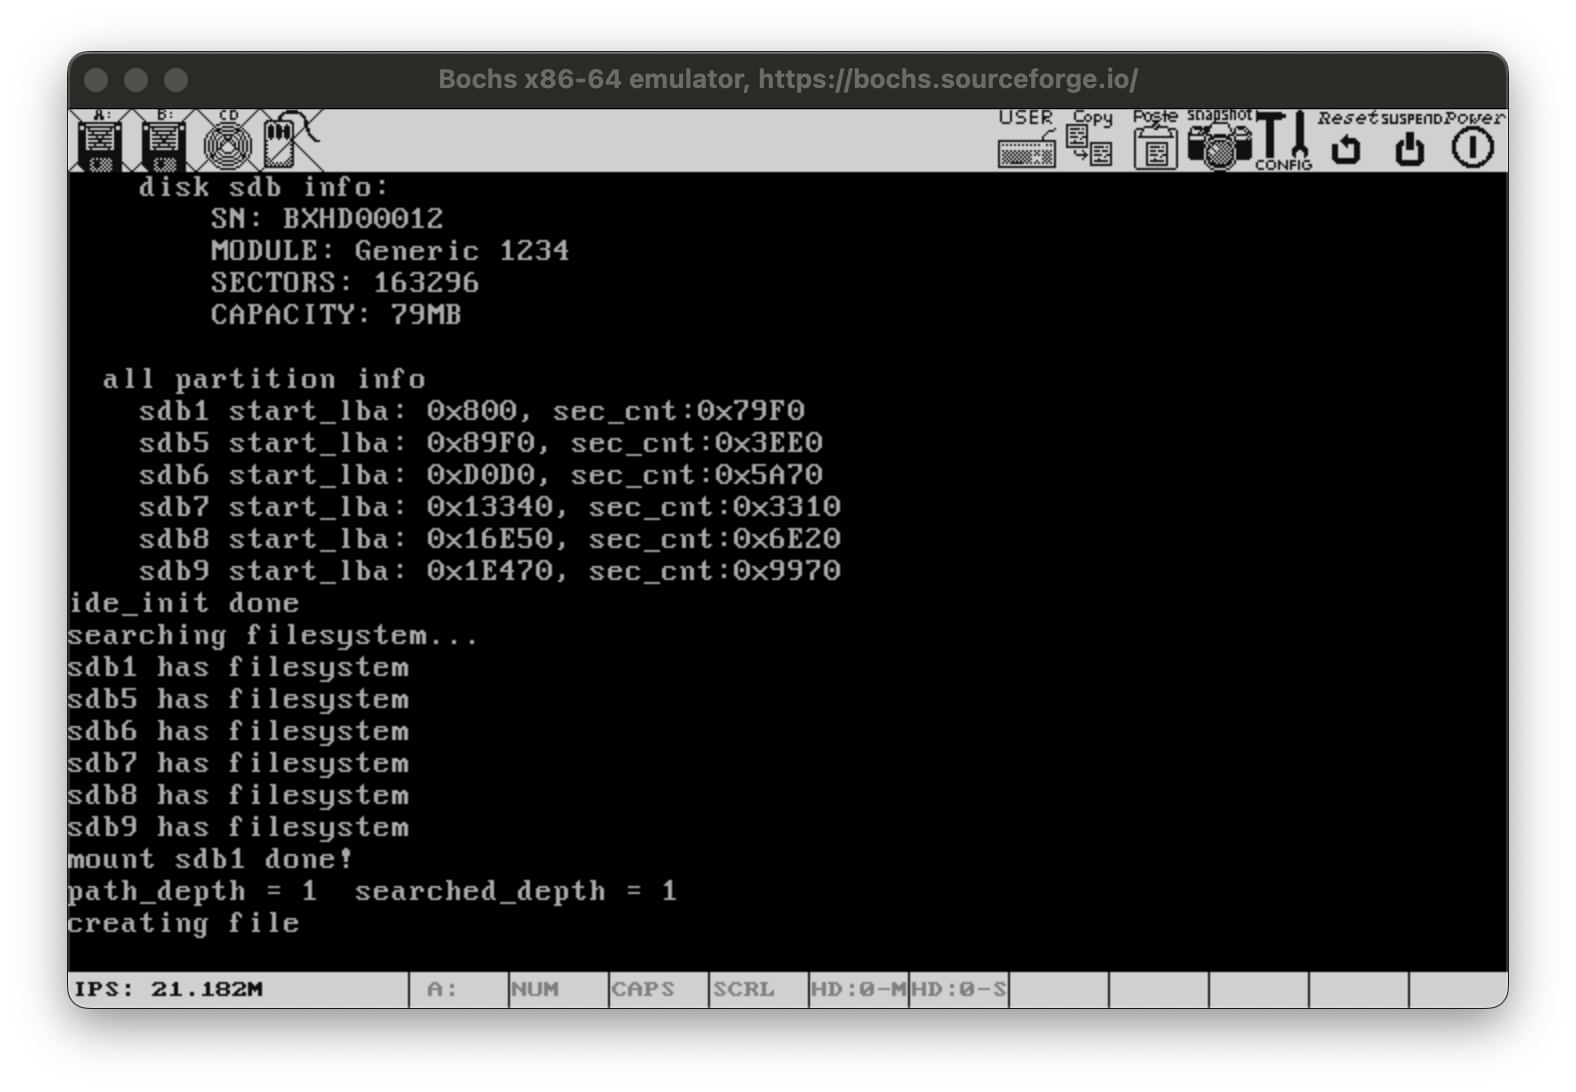 Bochs x86-64 emulator, https://bochs.sourceforge.io/
A: B: CD USER Copy Paste snapshot CONFIG Reset SUSPEND Power
disk sdb info:
SN: BXHD00012
MODULE: Generic 1234
SECTORS: 163296
CAPACITY: 79MB
all partition info
sdb1 start_lba: 0x800, sec_cnt:0x79F0
sdb5 start_lba: 0x89F0, sec_cnt:0x3EE0
sdb6 start_lba: 0xD0D0, sec_cnt:0x5A70
sdb7 start_lba: 0x13340, sec_cnt:0x3310
sdb8 start_lba: 0x16E50, sec_cnt:0x6E20
sdb9 start_lba: 0x1E470, sec_cnt:0x9970
ide_init done
searching filesystem...
sdb1 has filesystem
sdb5 has filesystem
sdb6 has filesystem
sdb7 has filesystem
sdb8 has filesystem
sdb9 has filesystem
mount sdb1 done!
path_depth = 1  searched_depth = 1
creating file
IPS: 21.182M A: NUM CAPS SCRL HD:0-M HD:0-S